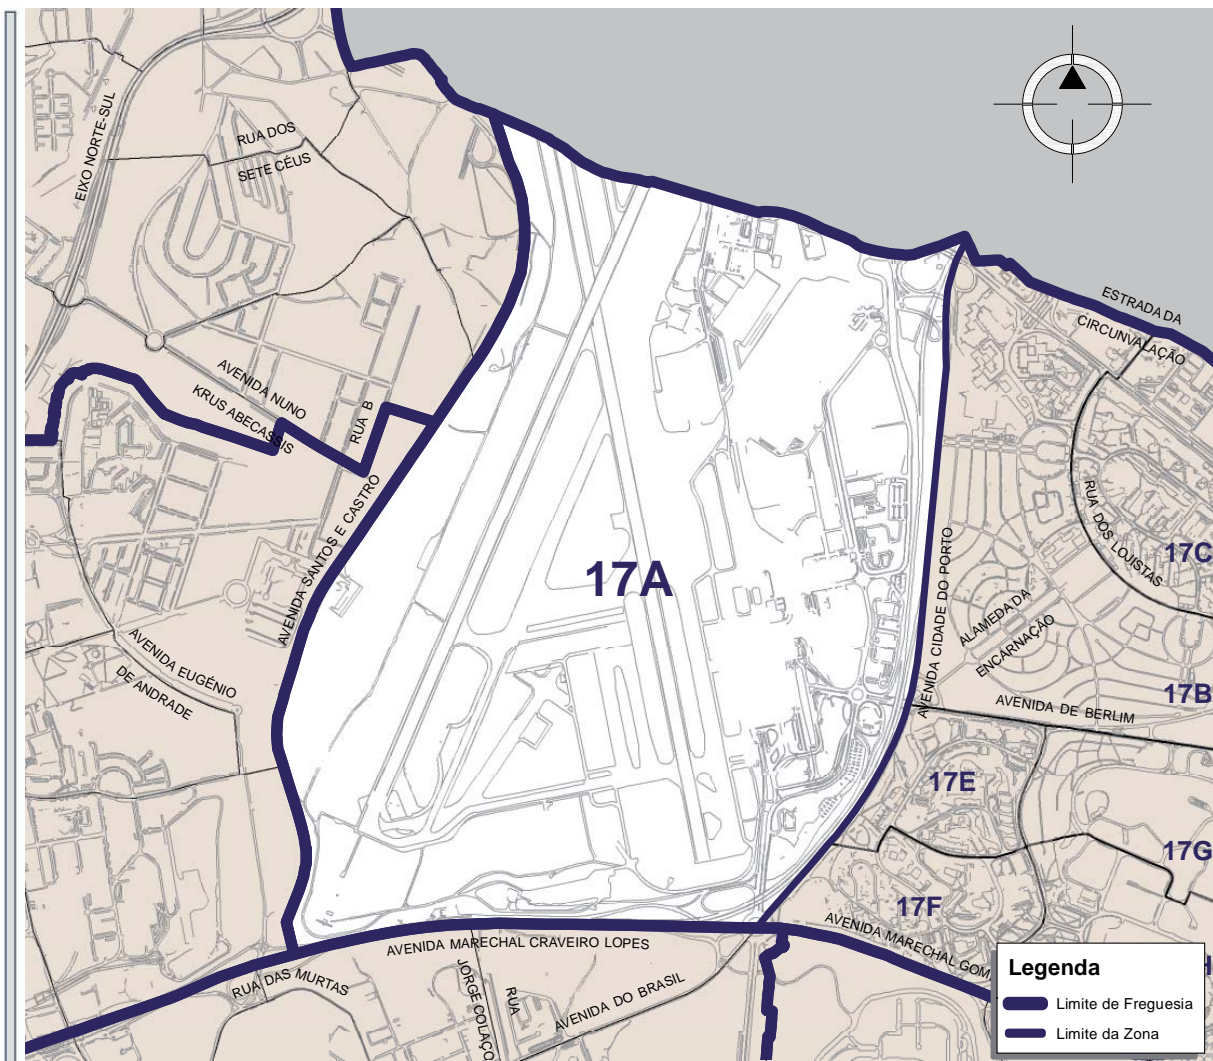 EIXO NORTE-SUL
RUA DOS
SETE CÉUS
ESTRADA DA
CIRCUNVALAÇÃO
AVENIDA NUNO
KRUS ABECASSIS
RUA B
AVENIDA SANTOS E CASTRO
RUA DOS LOJISTAS
17C
17A
AVENIDA CIDADE DO PORTO
ALAMEDA DA
ENCARNAÇÃO
AVENIDA EUGÉNIO
DE ANDRADE
17B
AVENIDA DE BERLIM
17E
17G
17F
AVENIDA MARECHAL GOM
AVENIDA MARECHAL CRAVEIRO LOPES
RUA DAS MURTAS
JORGE COLAÇO
RUA
AVENIDA DO BRASIL
H
Legenda
Limite de Freguesia
Limite da Zona